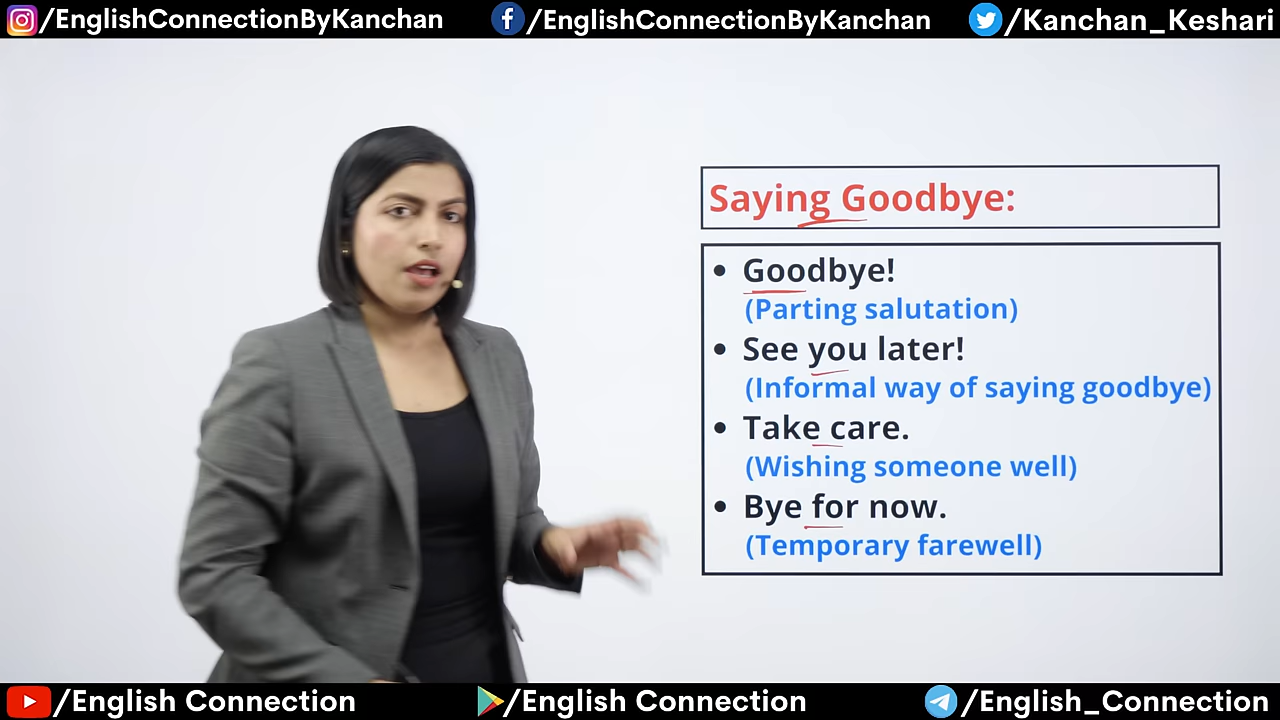 /EnglishConnectionByKanchan /EnglishConnectionByKanchan /Kanchan_Keshari
Saying Goodbye:
• Goodbye!
(Parting salutation)
• See you later!
(Informal way of saying goodbye)
• Take care.
(Wishing someone well)
• Bye for now.
(Temporary farewell)
/English Connection /English Connection /English_Connection